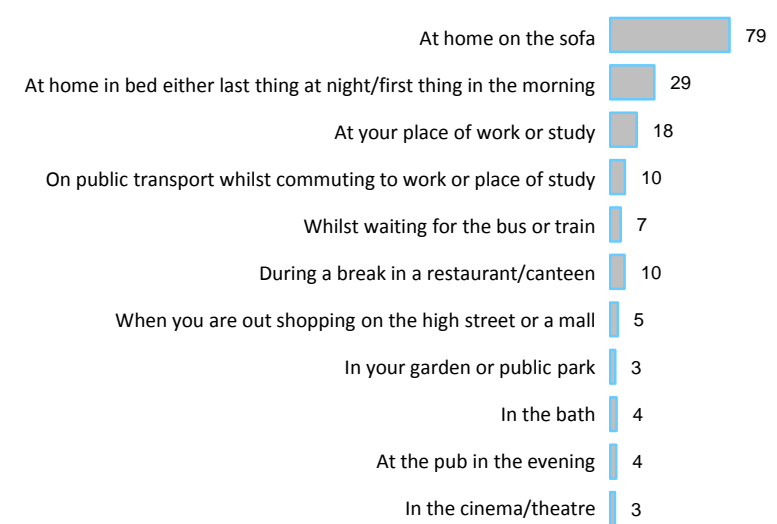 At home on the sofa 79
At home in bed either last thing at night/first thing in the morning 29
At your place of work or study 18
On public transport whilst commuting to work or place of study 10
Whilst waiting for the bus or train 7
During a break in a restaurant/canteen 10
When you are out shopping on the high street or a mall 5
In your garden or public park 3
In the bath 4
At the pub in the evening 4
In the cinema/theatre 3